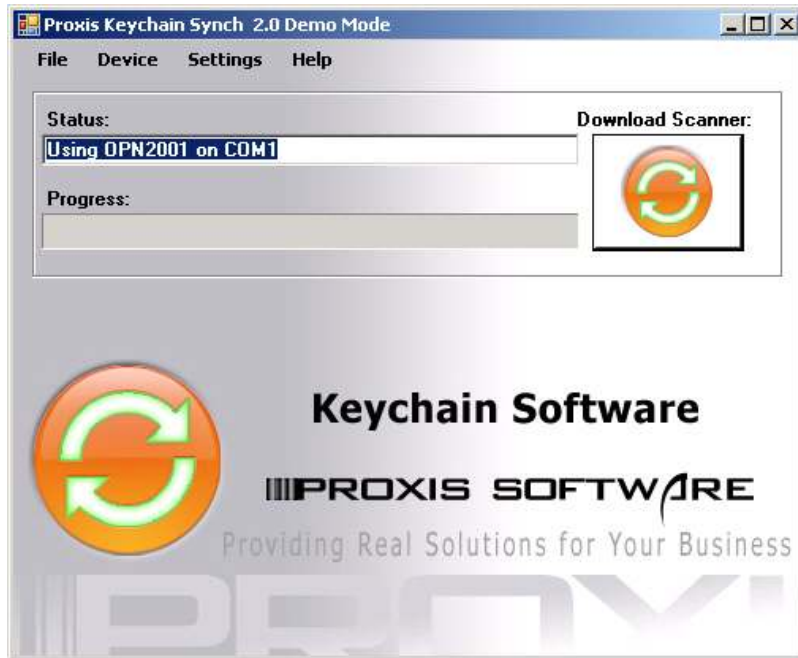 Proxis Keychain Synch 2.0 Demo Mode
File Device Settings Help
Status:
Download Scanner:
Using OPN2001 on COM1
Progress:
Keychain Software
PROXIS SOFTWARE
Providing Real Solutions for Your Business
PROXI